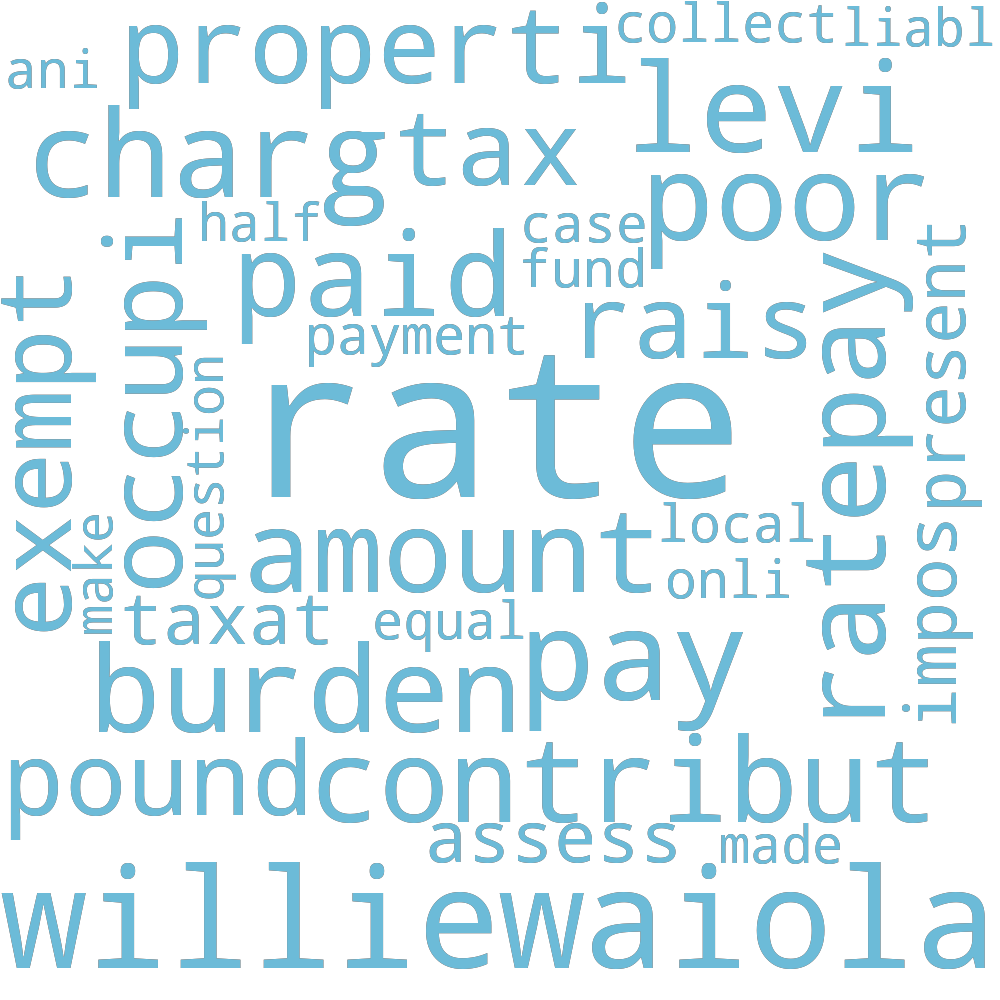 properti
collect
liabl
ani
levi
charg
tax
poor
half
case
paid
fund
rais
payment
occupi
exempt
question
rate
ratepay
present
make
amount
local
onli
impos
taxat
equal
pay
burden
pound
contribut
assess
made
williewaiola